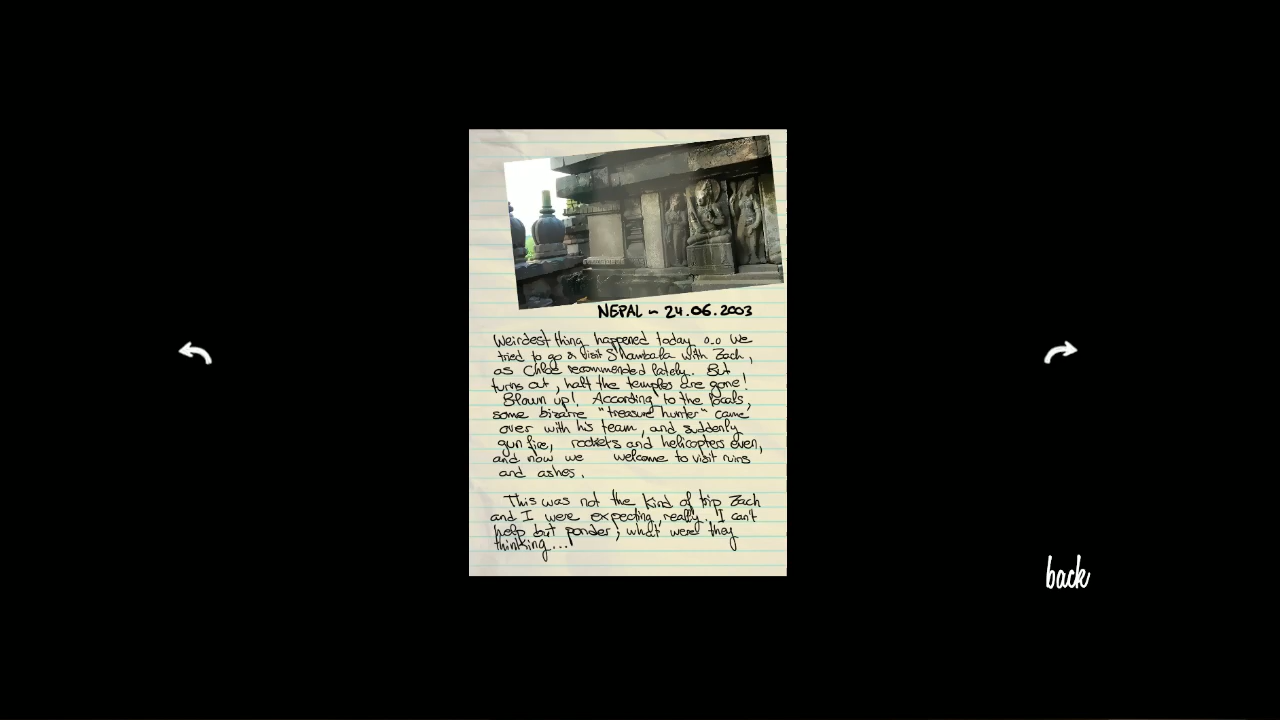 NEPAL ~ 24.06.2003
Weirdest thing happened today o.o We
tried to go a visit Shambala with Zach,
as Chloe recommended lately. But
turns out, half the temples are gone!
Blown up! According to the locals,
some bizarre "treasure hunter" came
over with his team, and suddenly
gun fire, rockets and helicopters even,
and now we welcome to visit ruins
and ashes.
This was not the kind of trip Zach
and I were expecting, really. I can't
help but ponder; what were they
thinking...
back